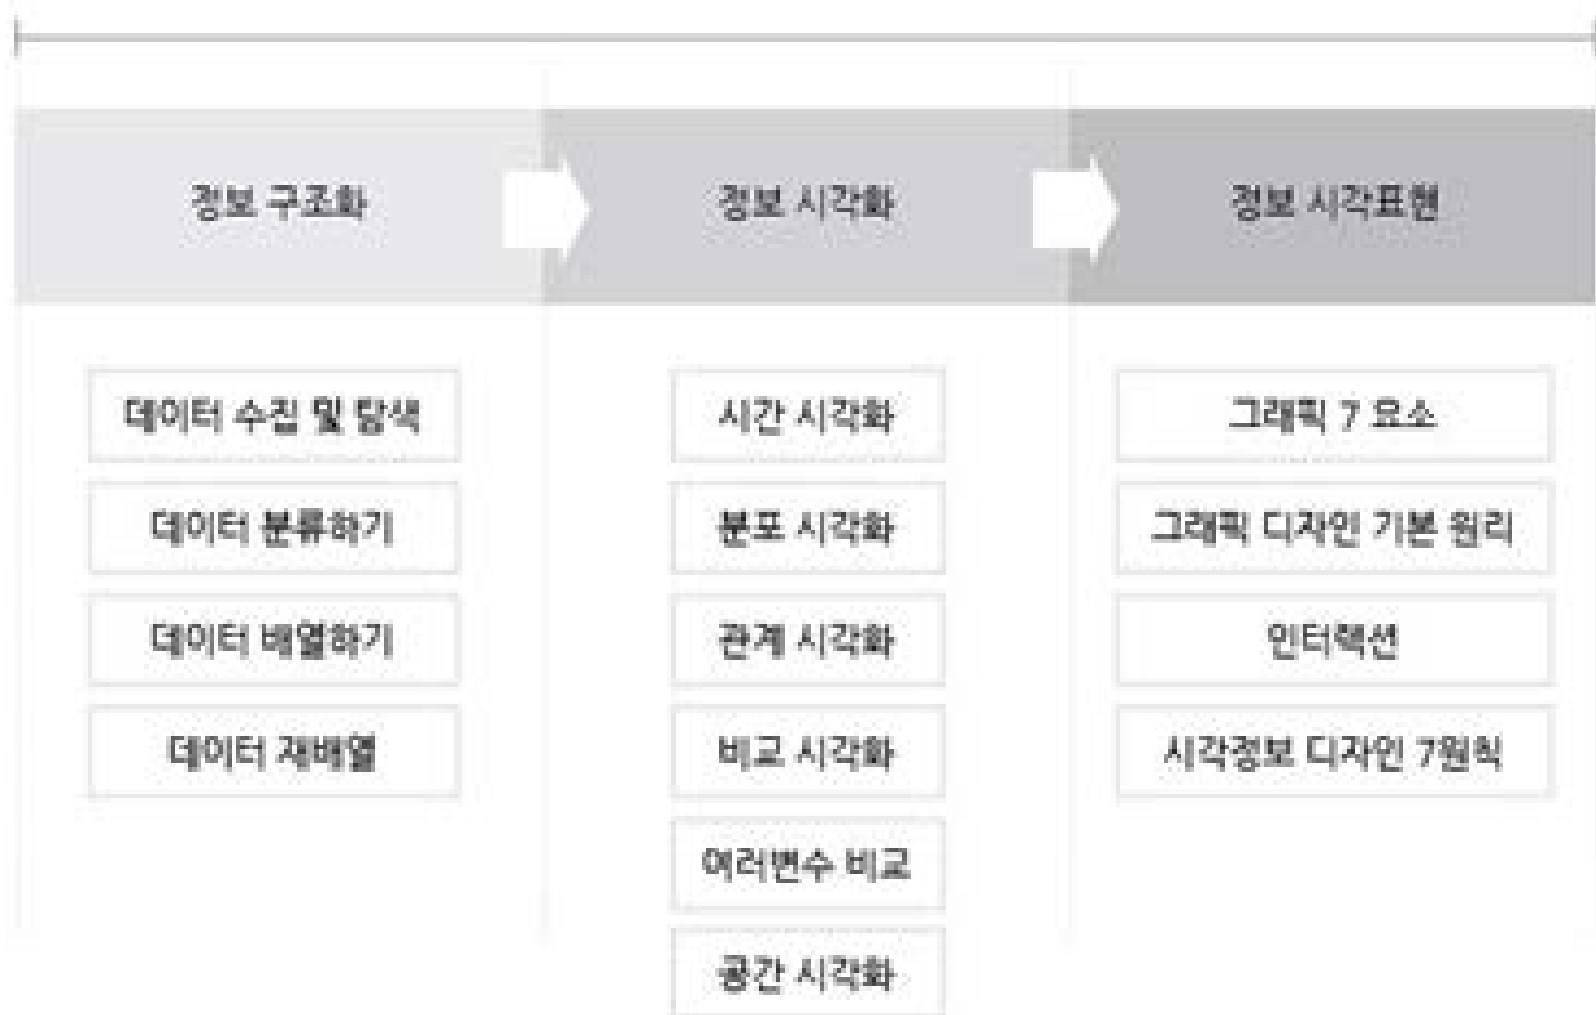 정보 구조화
정보 시각화
정보 시각표현
데이터 수집 및 탐색
데이터 분류하기
데이터 배열하기
데이터 재배열
시간 시각화
분포 시각화
관계 시각화
비교 시각화
여러변수 비교
공간 시각화
그래픽 7 요소
그래픽 디자인 기본 원리
인터랙션
시각정보 디자인 7원칙